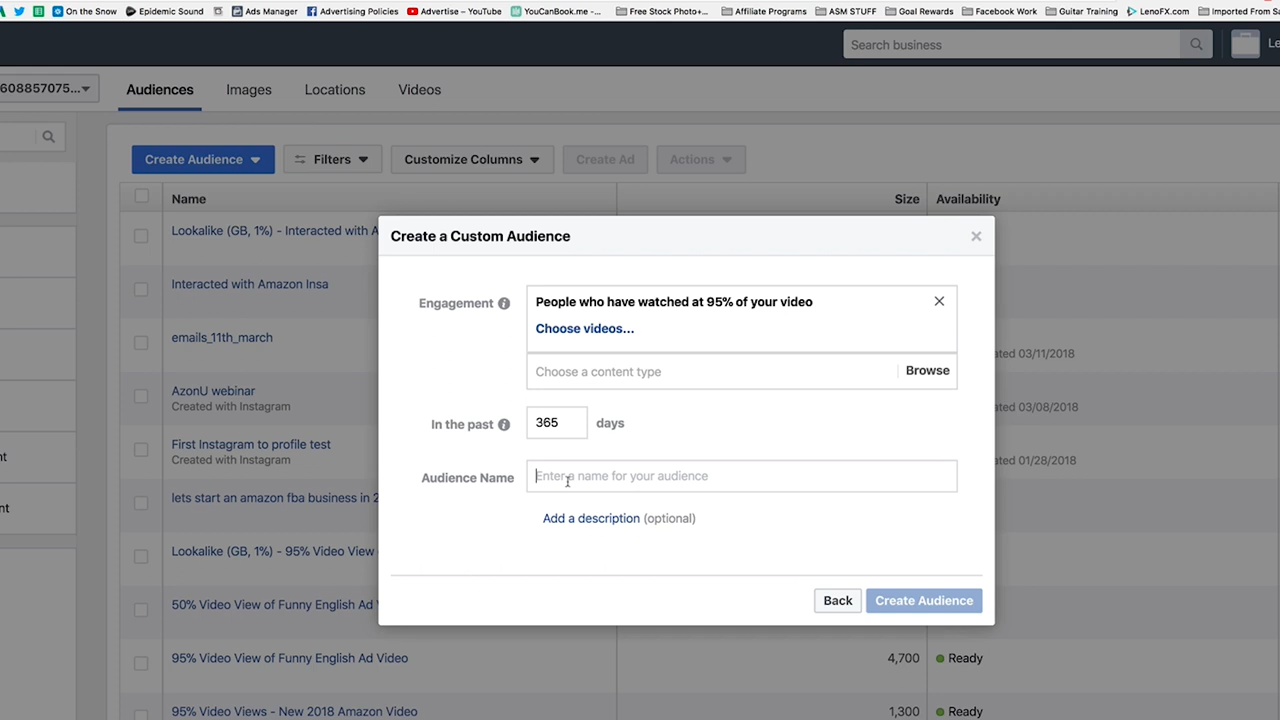 On the Snow Epidemic Sound Ads Manager Advertising Policies Advertise – YouTube YouCanBook.me -... Free Stock Photo+... Affiliate Programs ASM STUFF Goal Rewards Facebook Work Guitar Training LenoFX.com Imported From Sa
Search business Le
608857075... Audiences Images Locations Videos
Create Audience Filters Customize Columns Create Ad Actions
Name Size Availability
Lookalike (GB, 1%) - Interacted with A
Create a Custom Audience
Interacted with Amazon Insa
Engagement People who have watched at 95% of your video
Choose videos...
emails_11th_march
ated 03/11/2018
Choose a content type Browse
AzonU webinar
Created with Instagram
ated 03/08/2018
In the past 365 days
First Instagram to profile test
Created with Instagram
ated 01/28/2018
nt
Audience Name Enter a name for your audience
lets start an amazon fba business in 2
nt
Add a description (optional)
Lookalike (GB, 1%) - 95% Video View
50% Video View of Funny English Ad V
Back Create Audience
95% Video View of Funny English Ad Video 4,700 Ready
95% Video Views - New 2018 Amazon Video 1,300 Ready